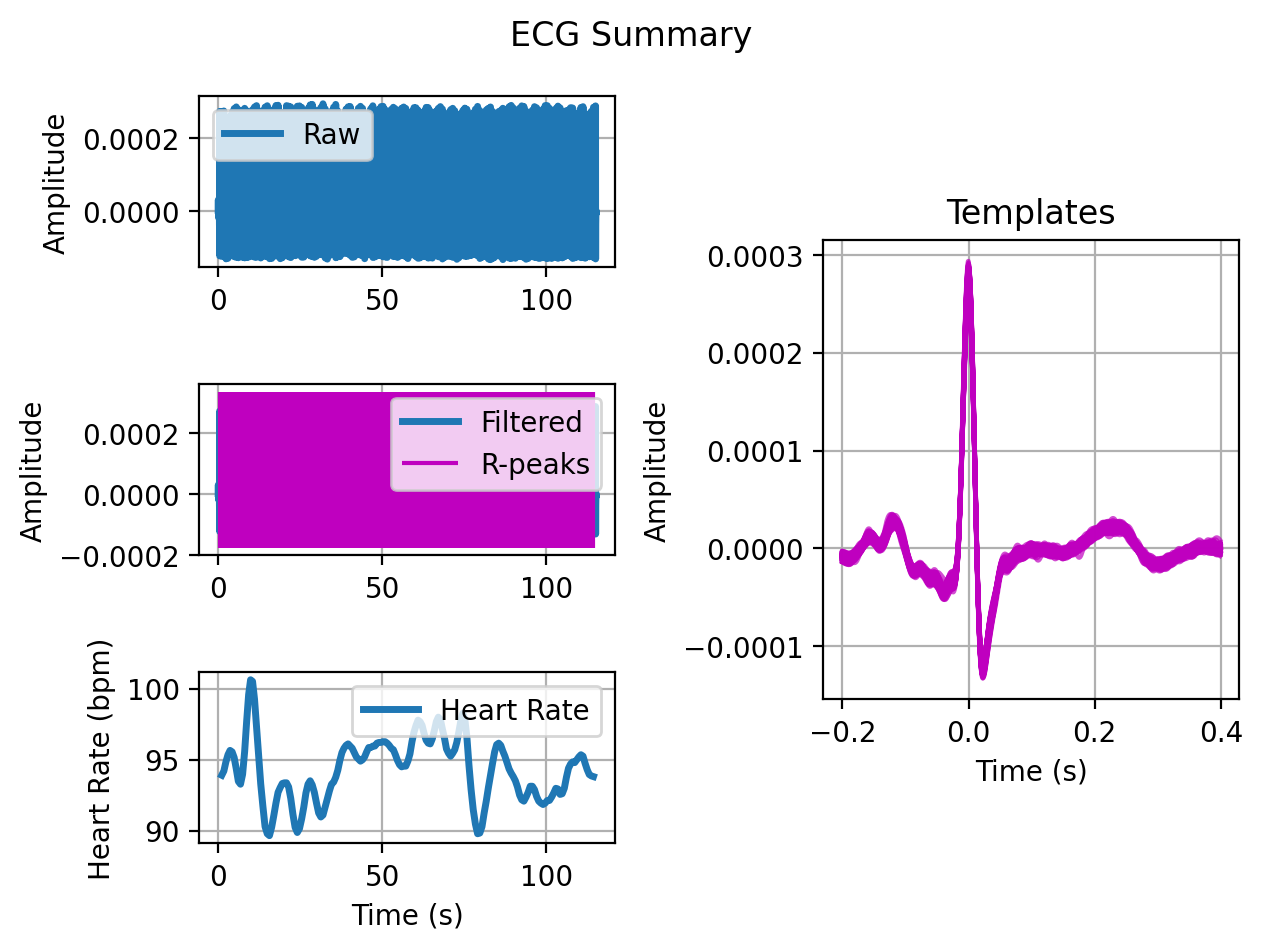 ECG Summary
Amplitude
0.0002
0.0000
Raw
0 50 100
Amplitude
0.0002
0.0000
−0.0002
Filtered
R-peaks
0 50 100
Heart Rate (bpm)
100
95
90
Heart Rate
0 50 100
Time (s)
Templates
Amplitude
0.0003
0.0002
0.0001
0.0000
−0.0001
−0.2 0.0 0.2 0.4
Time (s)